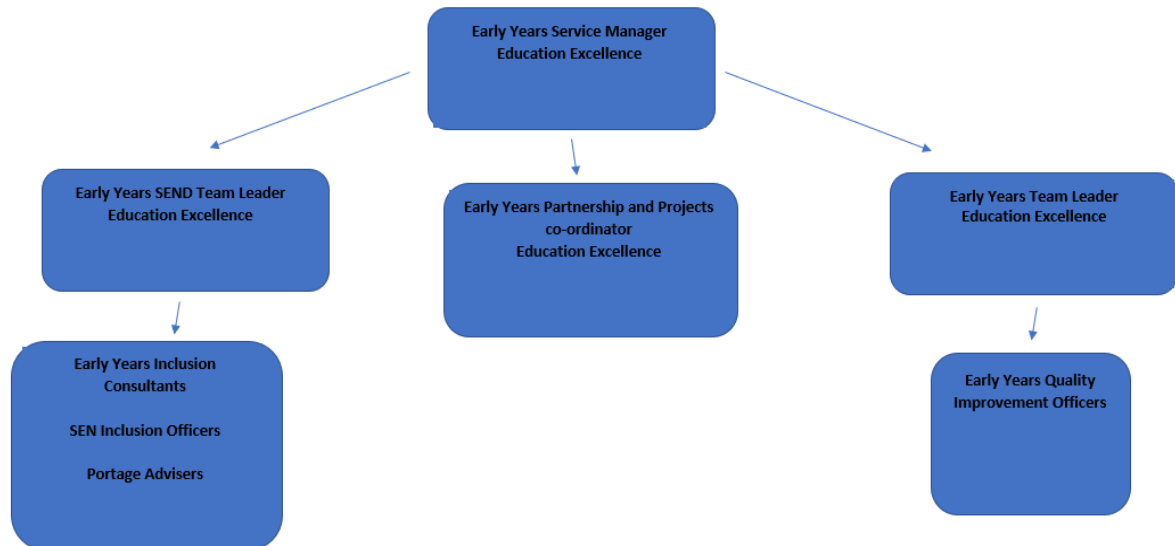 Early Years Service Manager
Education Excellence
Early Years SEND Team Leader
Education Excellence
Early Years Partnership and Projects
co-ordinator
Education Excellence
Early Years Team Leader
Education Excellence
Early Years Inclusion
Consultants
SEN Inclusion Officers
Portage Advisers
Early Years Quality
Improvement Officers